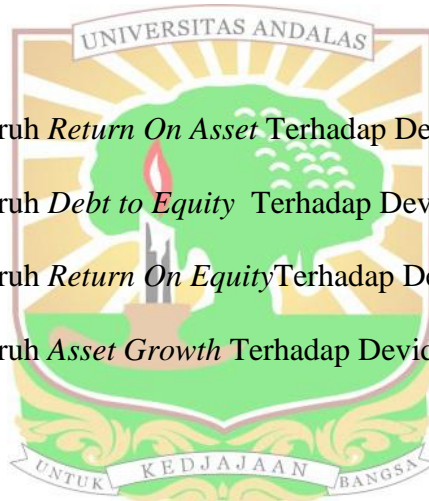 UNIVERSITAS ANDALAS
ruh Return On Asset Terhadap De
ruh Debt to Equity Terhadap Dev
ruh Return On EquityTerhadap De
ruh Asset Growth Terhadap Devid
UNTUK KEDJAJAAN BANGSA